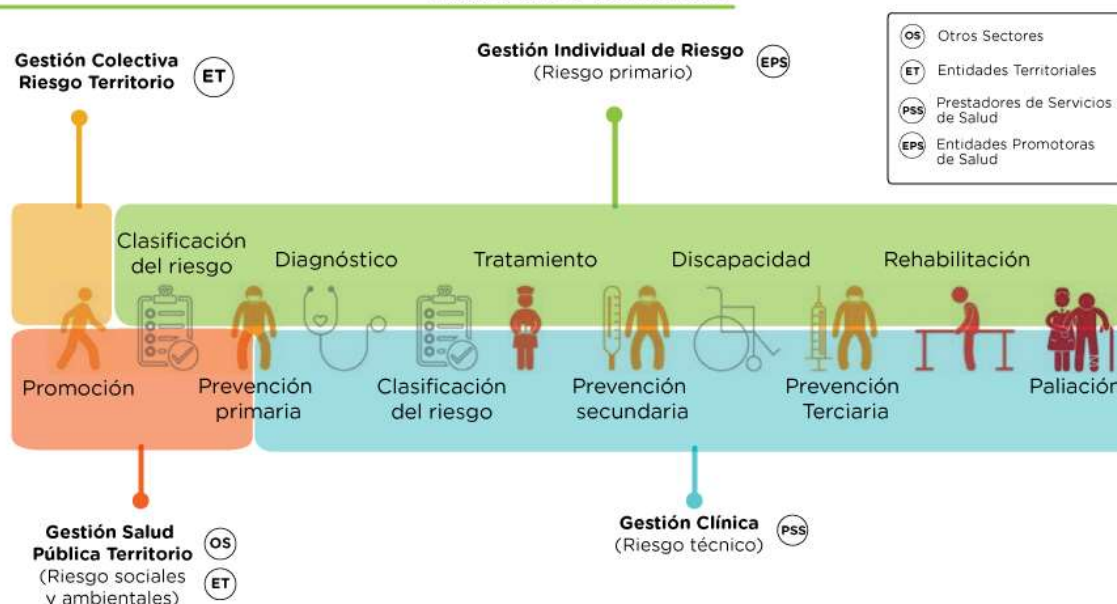 Gestión Colectiva
Riesgo Territorio
ET
Gestión Individual de Riesgo
(Riesgo primario)
EPS
OS Otros Sectores
ET Entidades Territoriales
PSS Prestadores de Servicios
de Salud
EPS Entidades Promotoras
de Salud
Clasificación
del riesgo
Diagnóstico
Tratamiento
Discapacidad
Rehabilitación
Promoción
Prevención
primaria
Clasificación
del riesgo
Prevención
secundaria
Prevención
Terciaria
Paliación
Gestión Salud
Pública Territorio
(Riesgo sociales
y ambientales)
OS
ET
Gestión Clínica
(Riesgo técnico)
PSS